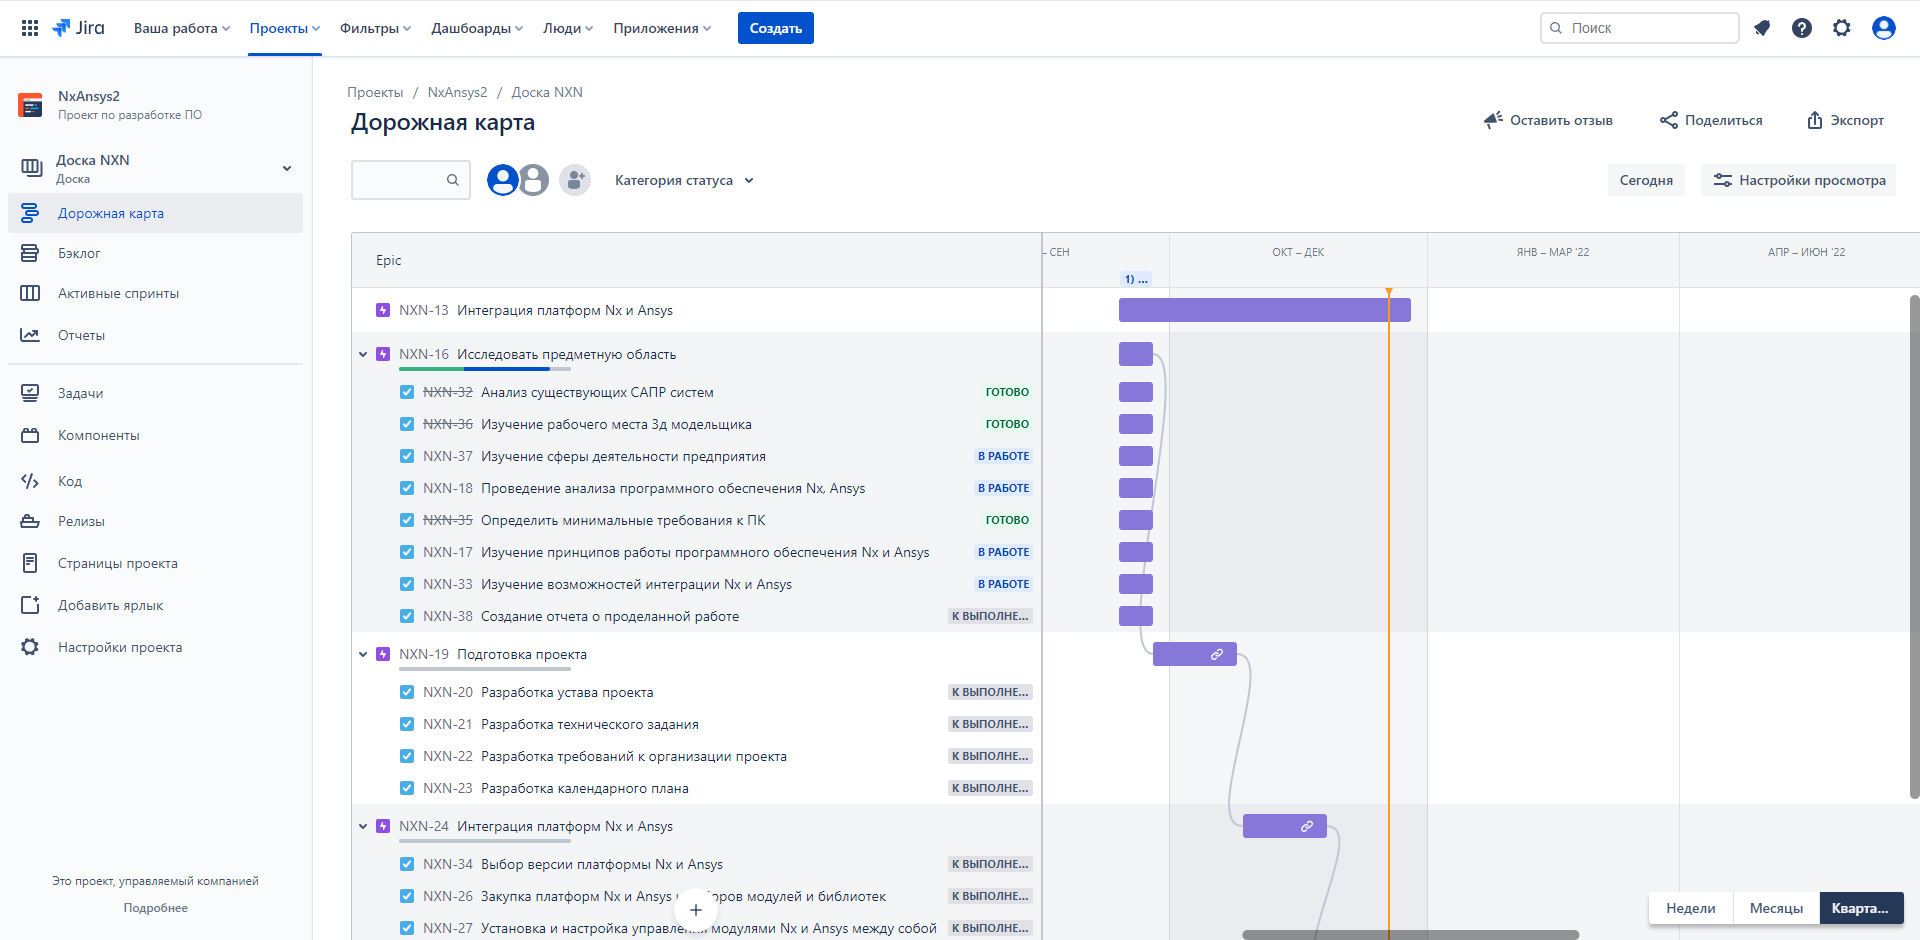 Jira
Ваша работа
Проекты
Фильтры
Дашборды
Люди
Приложения
Создать
Поиск
NxAnsys2
Проект по разработке ПО
Доска NXN
Доска
Дорожная карта
Бэклог
Активные спринты
Отчеты
Задачи
Компоненты
Код
Релизы
Страницы проекта
Добавить ярлык
Настройки проекта
Это проект, управляемый компанией
Подробнее
Проекты / NxAnsys2 / Доска NXN
Дорожная карта
Оставить отзыв
Поделиться
Экспорт
Категория статуса
Сегодня
Настройки просмотра
Epic
– СЕН
ОКТ – ДЕК
ЯНВ – МАР '22
АПР – ИЮН '22
1) ...
NXN-13 Интеграция платформ Nx и Ansys
NXN-16 Исследовать предметную область
NXN-32 Анализ существующих САПР систем ГОТОВО
NXN-36 Изучение рабочего места 3д модельщика ГОТОВО
NXN-37 Изучение сферы деятельности предприятия В РАБОТЕ
NXN-18 Проведение анализа программного обеспечения Nx, Ansys В РАБОТЕ
NXN-35 Определить минимальные требования к ПК ГОТОВО
NXN-17 Изучение принципов работы программного обеспечения Nx и Ansys В РАБОТЕ
NXN-33 Изучение возможностей интеграции Nx и Ansys В РАБОТЕ
NXN-38 Создание отчета о проделанной работе К ВЫПОЛНЕ...
NXN-19 Подготовка проекта
NXN-20 Разработка устава проекта К ВЫПОЛНЕ...
NXN-21 Разработка технического задания К ВЫПОЛНЕ...
NXN-22 Разработка требований к организации проекта К ВЫПОЛНЕ...
NXN-23 Разработка календарного плана К ВЫПОЛНЕ...
NXN-24 Интеграция платформ Nx и Ansys
NXN-34 Выбор версии платформы Nx и Ansys К ВЫПОЛНЕ...
NXN-26 Закупка платформ Nx и Ansys модулей и библиотек К ВЫПОЛНЕ...
NXN-27 Установка и настройка модулями Nx и Ansys между собой К ВЫПОЛНЕ...
Недели
Месяцы
Кварта...